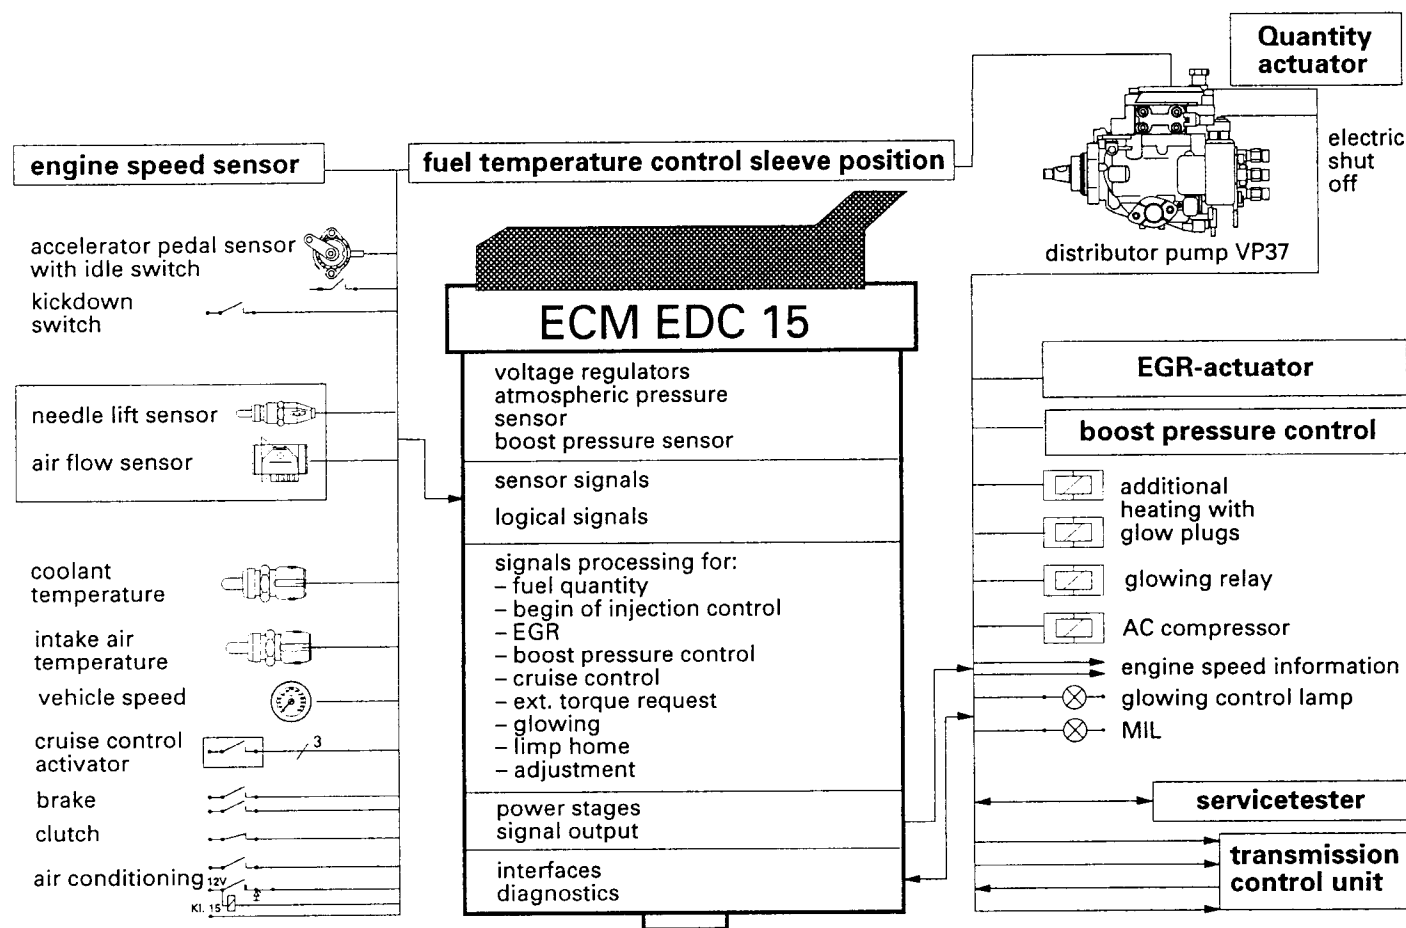 Quantity
actuator
electric
shut
off
engine speed sensor
fuel temperature control sleeve position
distributor pump VP37
accelerator pedal sensor
with idle switch
kickdown
switch
needle lift sensor
air flow sensor
coolant
temperature
intake air
temperature
vehicle speed
cruise control
activator
3
brake
clutch
air conditioning
12V
Kl. 15
ECM EDC 15
voltage regulators
atmospheric pressure
sensor
boost pressure sensor
sensor signals
logical signals
signals processing for:
– fuel quantity
– begin of injection control
– EGR
– boost pressure control
– cruise control
– ext. torque request
– glowing
– limp home
– adjustment
power stages
signal output
interfaces
diagnostics
EGR-actuator
boost pressure control
additional
heating with
glow plugs
glowing relay
AC compressor
engine speed information
glowing control lamp
MIL
servicetester
transmission
control unit